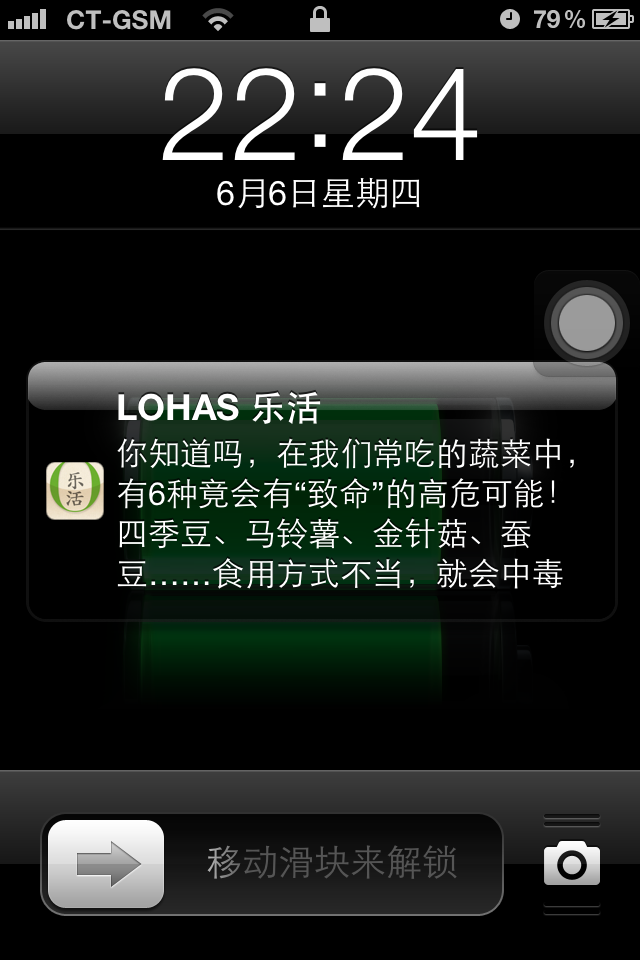 CT-GSM 79%
22:24
6月6日星期四
LOHAS 乐活
你知道吗，在我们常吃的蔬菜中，
有6种竟会有“致命”的高危可能！
乐活
四季豆、马铃薯、金针菇、蚕
豆……食用方式不当，就会中毒
移动滑块来解锁